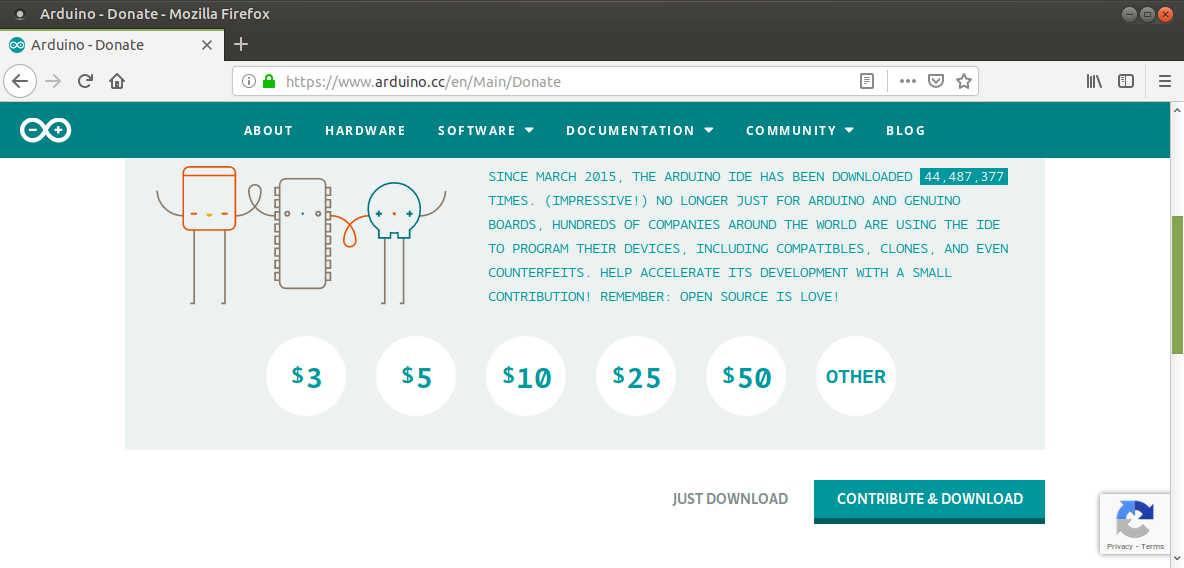 Arduino - Donate - Mozilla Firefox
Arduino - Donate
https://www.arduino.cc/en/Main/Donate
ABOUT HARDWARE SOFTWARE DOCUMENTATION COMMUNITY BLOG
SINCE MARCH 2015, THE ARDUINO IDE HAS BEEN DOWNLOADED 44,487,377
TIMES. (IMPRESSIVE!) NO LONGER JUST FOR ARDUINO AND GENUINO
BOARDS, HUNDREDS OF COMPANIES AROUND THE WORLD ARE USING THE IDE
TO PROGRAM THEIR DEVICES, INCLUDING COMPATIBLES, CLONES, AND EVEN
COUNTERFEITS. HELP ACCELERATE ITS DEVELOPMENT WITH A SMALL
CONTRIBUTION! REMEMBER: OPEN SOURCE IS LOVE!
$3 $5 $10 $25 $50 OTHER
JUST DOWNLOAD CONTRIBUTE & DOWNLOAD
Privacy - Terms